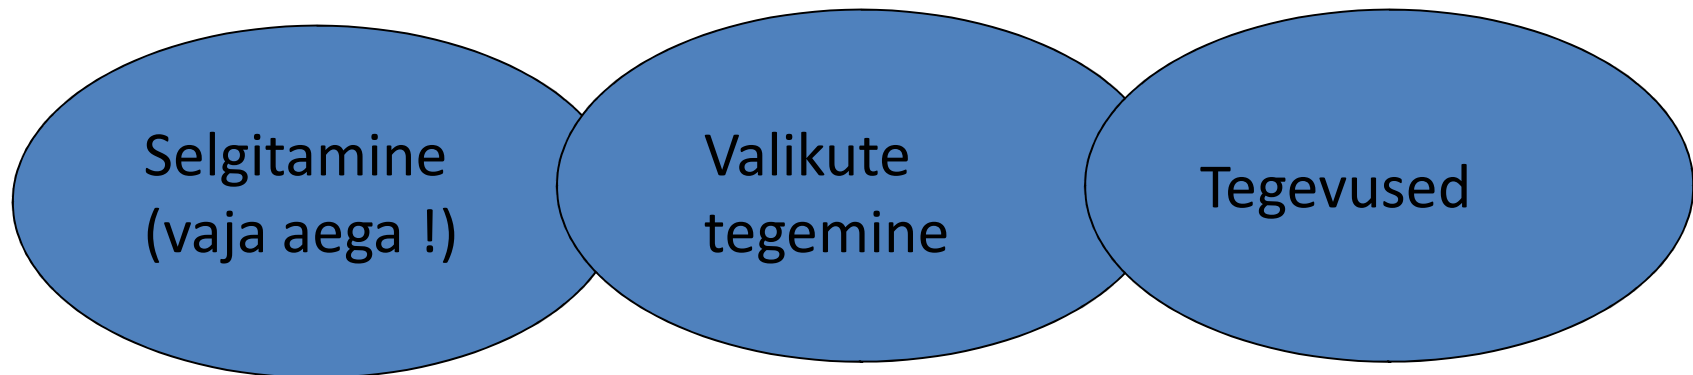 Selgitamine
(vaja aega !)
Valikute
tegemine
Tegevused